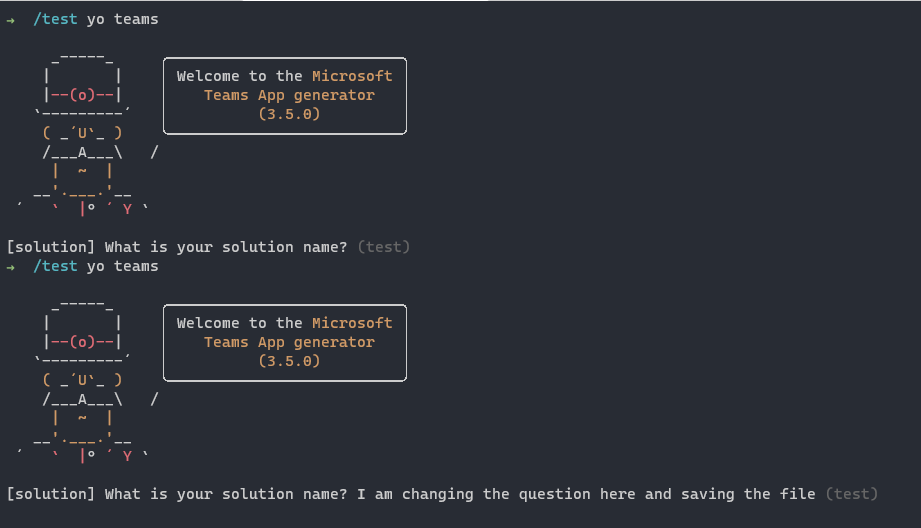 → /test yo teams
     _-----_
    |       |
    |--(o)--|
   `---------´
    ( _´U`_ )
    /___A___\   /
     |  ~  |
   __'.___.'__
 ´   `  |° ´ Y `
Welcome to the Microsoft
Teams App generator
(3.5.0)
[solution] What is your solution name? (test)
→ /test yo teams
     _-----_
    |       |
    |--(o)--|
   `---------´
    ( _´U`_ )
    /___A___\   /
     |  ~  |
   __'.___.'__
 ´   `  |° ´ Y `
Welcome to the Microsoft
Teams App generator
(3.5.0)
[solution] What is your solution name? I am changing the question here and saving the file (test)